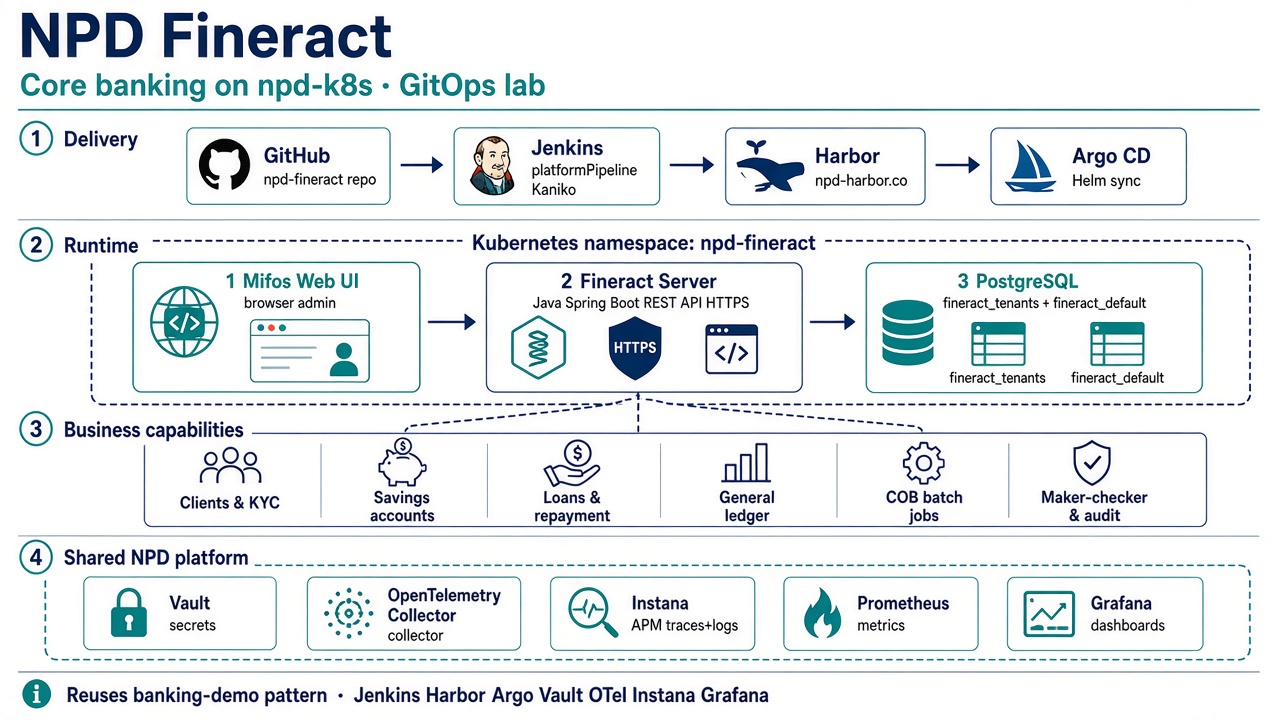 NPD Fineract
Core banking on npd-k8s · GitOps lab
1 Delivery
GitHub
npd-fineract repo
Jenkins
platformPipeline
Kaniko
Harbor
npd-harbor.co
Argo CD
Helm sync
2 Runtime
Kubernetes namespace: npd-fineract
1 Mifos Web UI
browser admin
</>
2 Fineract Server
Java Spring Boot REST API HTTPS
HTTPS
</>
3 PostgreSQL
fineract_tenants + fineract_default
fineract_tenants
fineract_default
3 Business capabilities
Clients & KYC
$
Savings
accounts
$
Loans &
repayment
General
ledger
COB batch
jobs
Maker-checker
& audit
4 Shared NPD platform
Vault
secrets
OpenTelemetry
Collector
collector
Instana
APM traces+logs
Prometheus
metrics
Grafana
dashboards
i Reuses banking-demo pattern · Jenkins Harbor Argo Vault OTel Instana Grafana